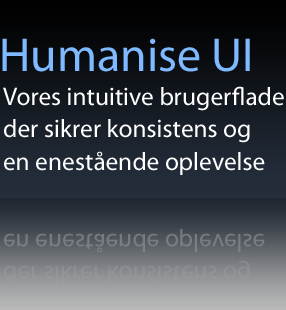 Humanise UI
Vores intuitive brugerflade
der sikrer konsistens og
en enestående oplevelse